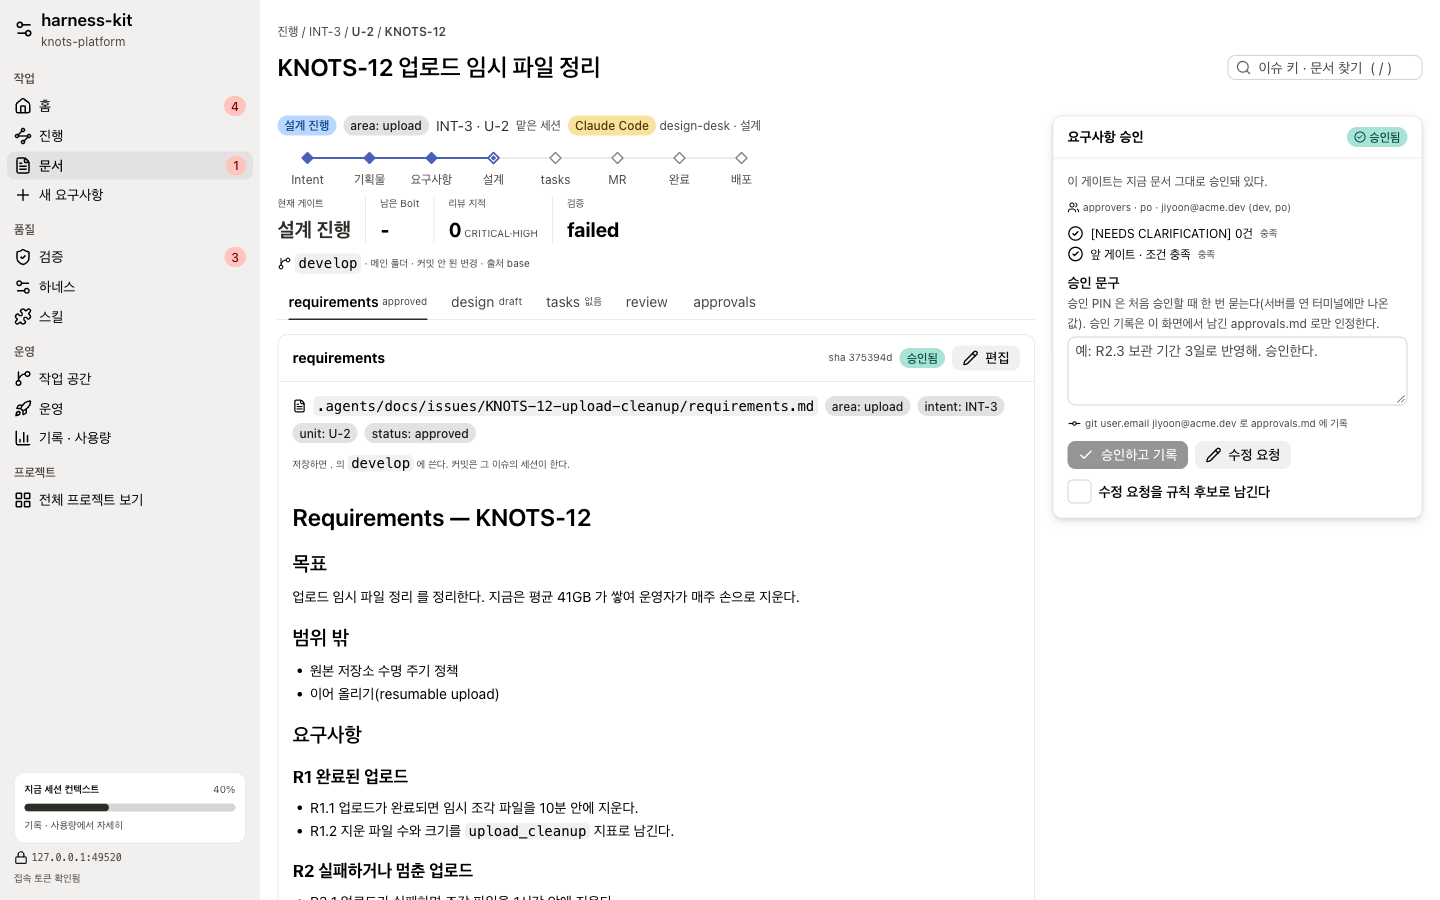 harness-kit
knots-platform
작업
홈
4
진행
문서
1
새 요구사항
품질
검증
3
하네스
스킬
운영
작업 공간
운영
기록 · 사용량
프로젝트
전체 프로젝트 보기
지금 세션 컨텍스트
40%
기록 · 사용량에서 자세히
127.0.0.1:49520
접속 토큰 확인됨
진행 / INT-3 / U-2 / KNOTS-12
KNOTS-12 업로드 임시 파일 정리
이슈 키 · 문서 찾기 ( / )
설계 진행 area: upload INT-3 · U-2 맡은 세션 Claude Code design-desk · 설계
Intent 기획물 요구사항 설계 tasks MR 완료 배포
현재 게이트 남은 Bolt 리뷰 지적 검증
설계 진행 - 0 CRITICAL·HIGH failed
develop · 메인 폴더 · 커밋 안 된 변경 · 출처 base
requirements approved design draft tasks 없음 review approvals
requirements
sha 375394d 승인됨 편집
.agents/docs/issues/KNOTS-12-upload-cleanup/requirements.md area: upload intent: INT-3
unit: U-2 status: approved
저장하면 . 의 develop 에 쓴다. 커밋은 그 이슈의 세션이 한다.
Requirements — KNOTS-12
목표
업로드 임시 파일 정리 를 정리한다. 지금은 평균 41GB 가 쌓여 운영자가 매주 손으로 지운다.
범위 밖
• 원본 저장소 수명 주기 정책
• 이어 올리기(resumable upload)
요구사항
R1 완료된 업로드
• R1.1 업로드가 완료되면 임시 조각 파일을 10분 안에 지운다.
• R1.2 지운 파일 수와 크기를 upload_cleanup 지표로 남긴다.
R2 실패하거나 멈춘 업로드
요구사항 승인
승인됨
이 게이트는 지금 문서 그대로 승인돼 있다.
approvers · po · jiyoon@acme.dev (dev, po)
[NEEDS CLARIFICATION] 0건 충족
앞 게이트 · 조건 충족 충족
승인 문구
승인 PIN 은 처음 승인할 때 한 번 묻는다(서버를 연 터미널에만 나온
값). 승인 기록은 이 화면에서 남긴 approvals.md 로만 인정한다.
예: R2.3 보관 기간 3일로 반영해. 승인한다.
git user.email jiyoon@acme.dev 로 approvals.md 에 기록
승인하고 기록 수정 요청
수정 요청을 규칙 후보로 남긴다